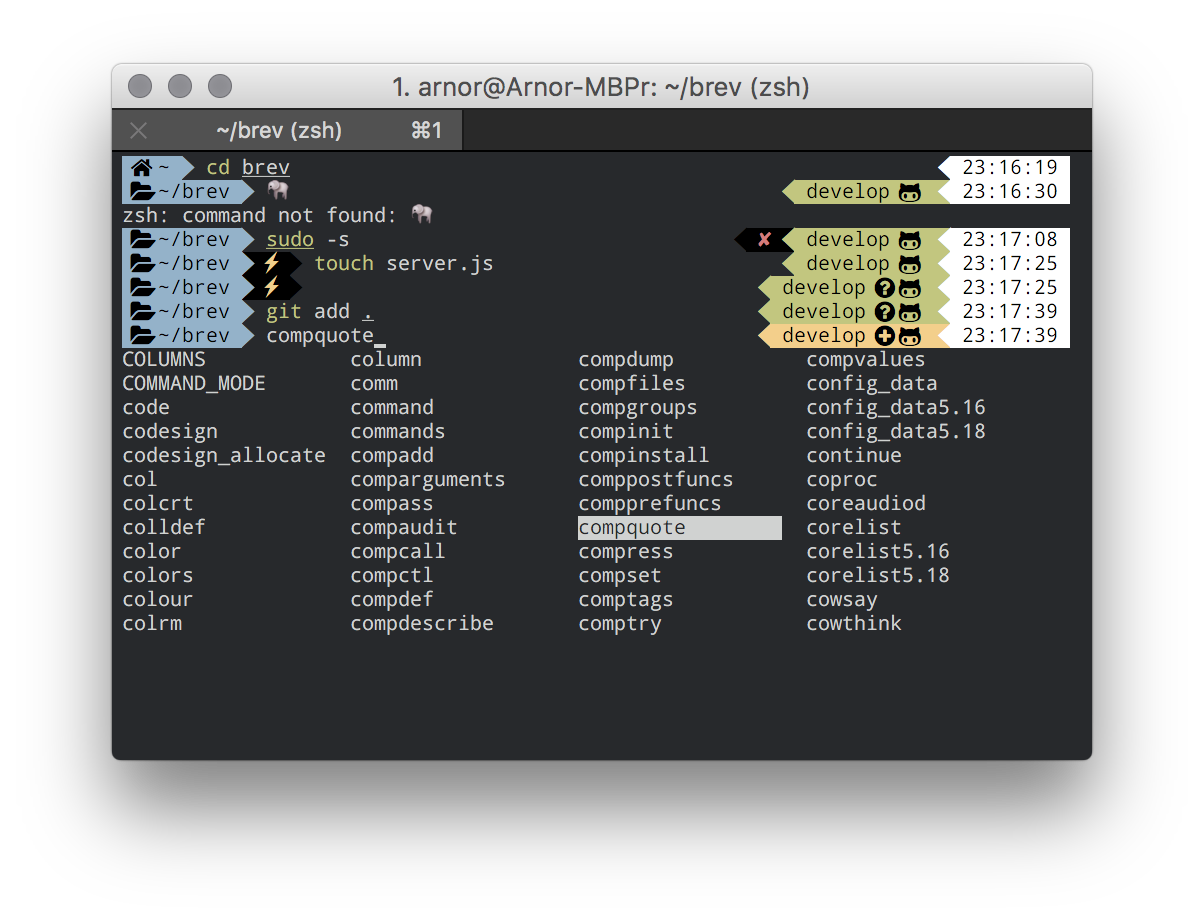 1. arnor@Arnor-MBPr: ~/brev (zsh)
~/brev (zsh) ⌘1
~ cd brev 23:16:19
~/brev 🐘 develop 23:16:30
zsh: command not found: 🐘
~/brev sudo -s ✘ develop 23:17:08
~/brev ⚡ touch server.js develop 23:17:25
~/brev ⚡ develop ? 23:17:25
~/brev git add . develop ? 23:17:39
~/brev compquote_ develop + 23:17:39
COLUMNS column compdump compvalues
COMMAND_MODE comm compfiles config_data
code command compgroups config_data5.16
codesign commands compinit config_data5.18
codesign_allocate compadd compinstall continue
col comparguments comppostfuncs coproc
colcrt compass compprefuncs coreaudiod
colldef compaudit compquote corelist
color compcall compress corelist5.16
colors compctl compset corelist5.18
colour compdef comptags cowsay
colrm compdescribe comptry cowthink